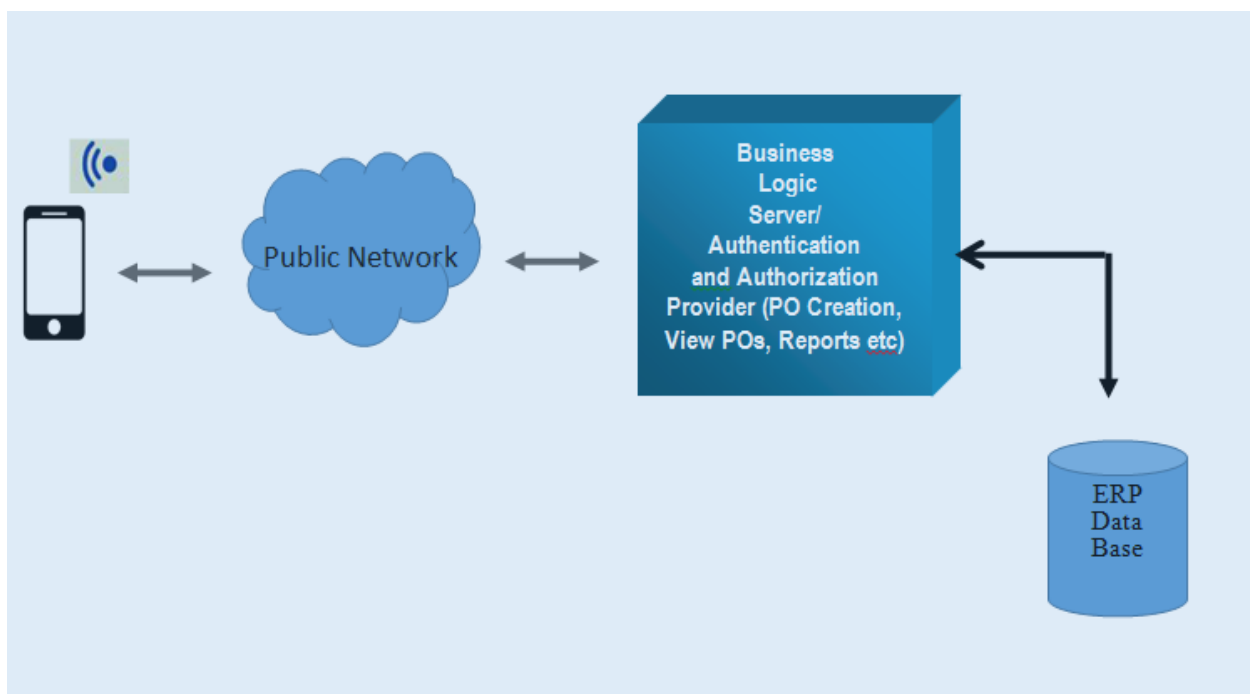 Public Network
Business
Logic
Server/
Authentication
and Authorization
Provider (PO Creation,
View POs, Reports etc)
ERP
Data
Base